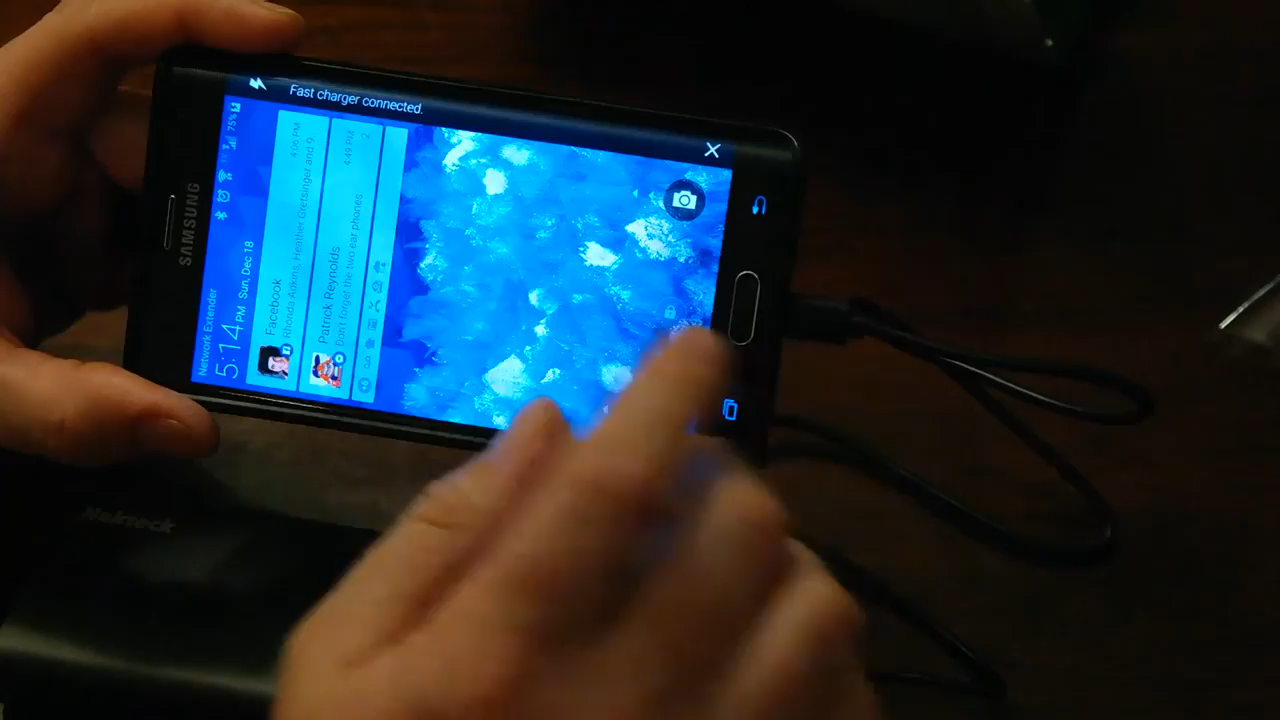 Fast charger connected.
SAMSUNG
Network Extender
75%
5:14 PM Sun, Dec 18
Facebook
4:06 PM
Rhonda Adkins, Heather Gretsinger and 9
Patrick Reynolds
4:49 PM
Don't forget the two ear phones
2
Hakteck